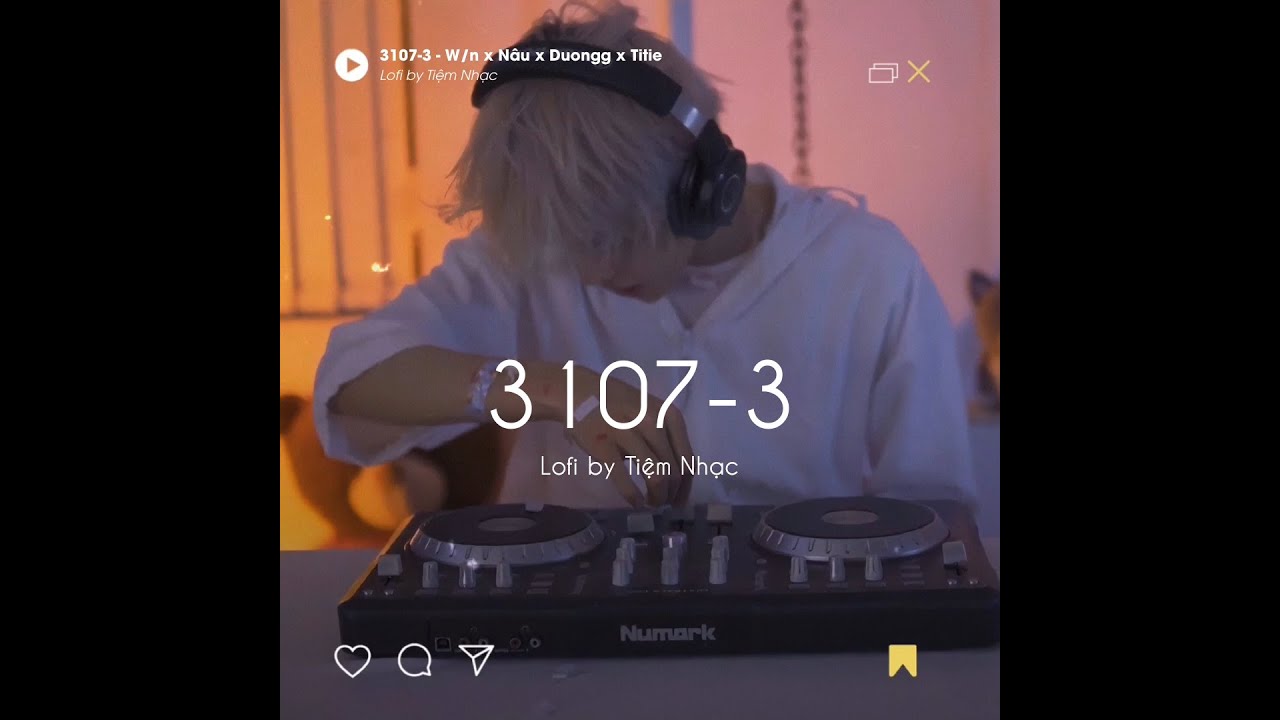 3107-3 - W/n x Nâu x Duongg x Titie
Lofi by Tiệm Nhạc
3107-3
Lofi by Tiệm Nhạc
Numark